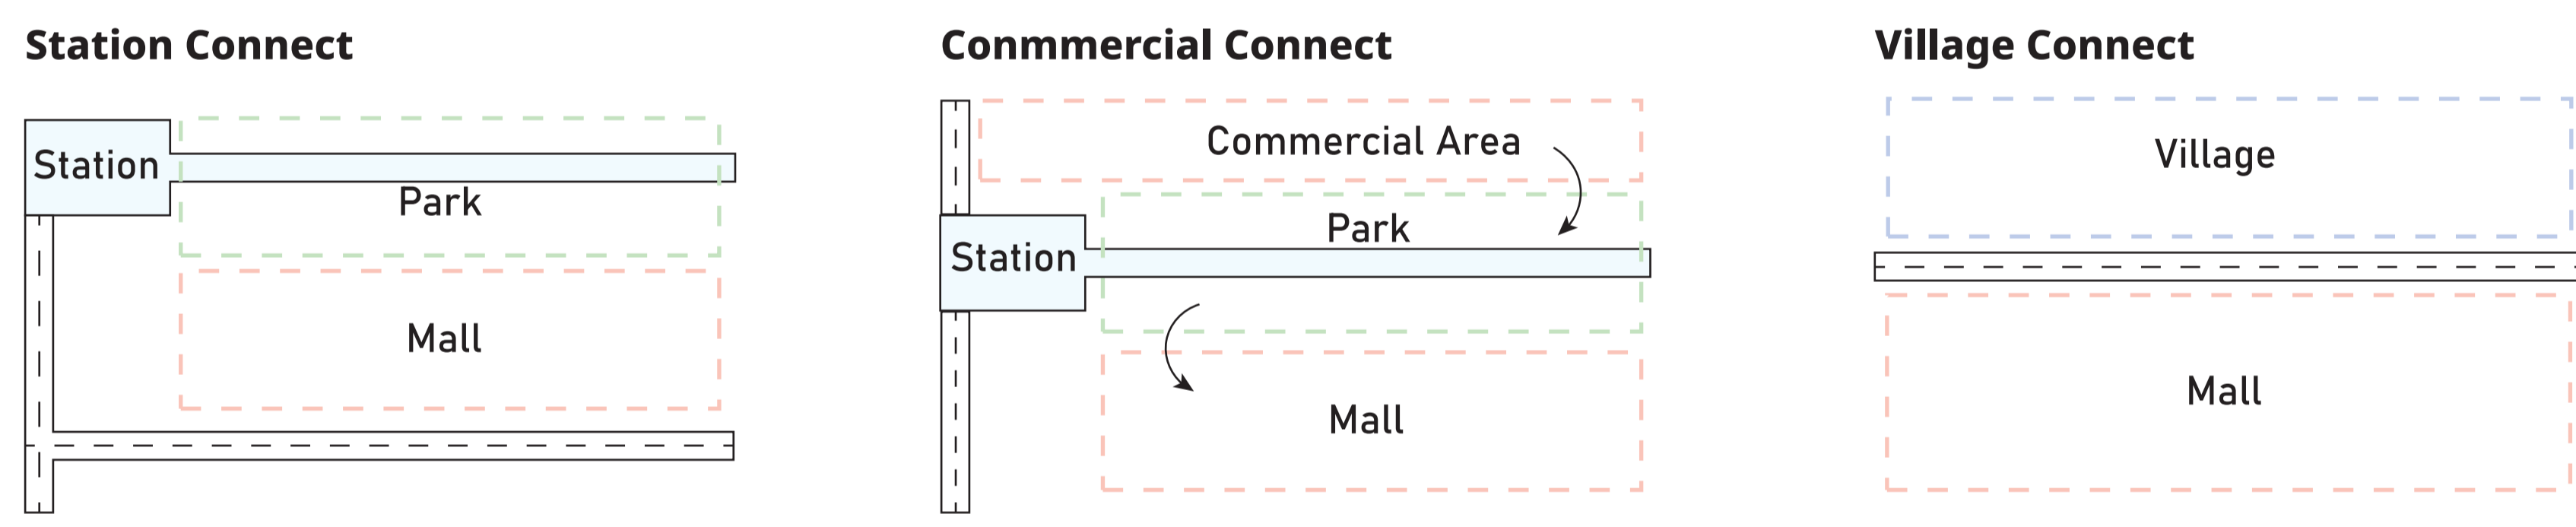 Station Connect
Station
Park
Mall
Conmmercial Connect
Commercial Area
Park
Station
Mall
Village Connect
Village
Mall